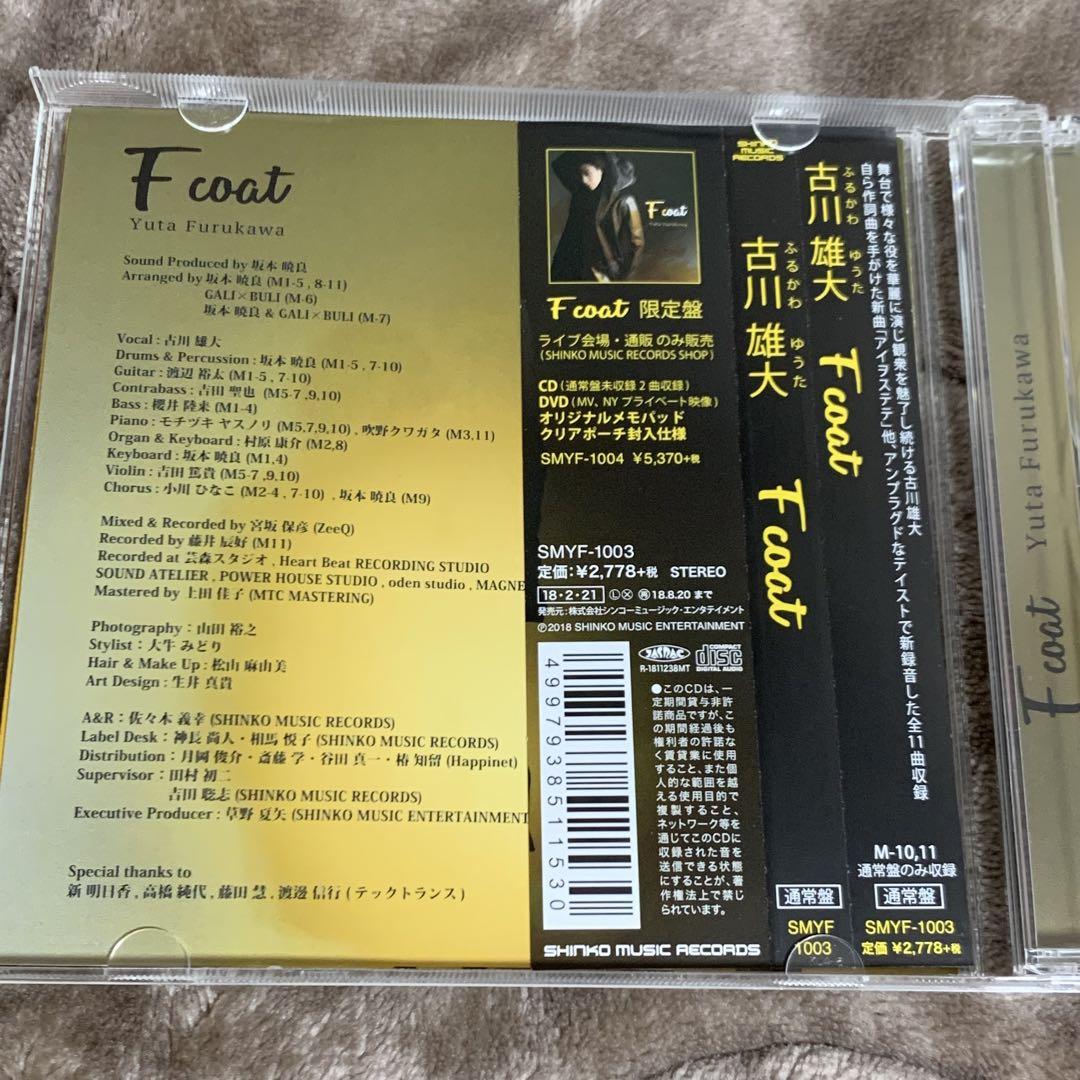 F coat
Yuta Furukawa
Sound Produced by 坂本 暁良
Arranged by 坂本 暁良 (M1-5 , 8-11)
GALI×BULI (M-6)
坂本 暁良 & GALI×BULI (M-7)
Vocal : 古川 雄大
Drums & Percussion : 坂本 暁良 (M1-5 , 7-10)
Guitar : 渡辺 裕太 (M1-5 , 7-10)
Contrabass : 吉田 聖也 (M5-7 ,9,10)
Bass : 櫻井 陸来 (M1-4)
Piano : モチヅキ ヤスノリ (M5,7,9,10) , 吹野クワガタ (M3,11)
Organ & Keyboard : 村原 康介 (M2,8)
Keyboard : 坂本 暁良 (M1,4)
Violin : 吉田 篤貴 (M5-7 ,9,10)
Chorus : 小川 ひなこ (M2-4 , 7-10) , 坂本 暁良 (M9)
Mixed & Recorded by 宮坂 保彦 (ZeeQ)
Recorded by 藤井 辰好 (M11)
Recorded at 芸森スタジオ , Heart Beat RECORDING STUDIO
SOUND ATELIER , POWER HOUSE STUDIO , oden studio , MAGNE
Mastered by 上田 佳子 (MTC MASTERING)
Photography : 山田 裕之
Stylist : 大牛 みどり
Hair & Make Up : 松山 麻由美
Art Design : 生井 真貴
A&R : 佐々木 義幸 (SHINKO MUSIC RECORDS)
Label Desk : 神長 尚人・相馬 悦子 (SHINKO MUSIC RECORDS)
Distribution : 月岡 俊介・斎藤 学・谷田 真一・椿 知留 (Happinet)
Supervisor : 田村 初二
吉田 聡志 (SHINKO MUSIC RECORDS)
Executive Producer : 草野 夏矢 (SHINKO MUSIC ENTERTAINMENT
Special thanks to
新 明日香 , 高橋 純代 , 藤田 慧 , 渡邊 信行 ( テックトランス )
F coat
Yuta Furukawa
F coat 限定盤
ライブ会場・通販 のみ販売
(SHINKO MUSIC RECORDS SHOP)
CD (通常盤未収録 2 曲収録)
DVD (MV、NY プライベート映像)
オリジナルメモパッド
クリアポーチ封入仕様
SMYF-1004 ¥5,370+税
SMYF-1003
定価:¥2,778+税 STEREO
18・2・21 Ⓛ Ⓧ 再 18.8.20 まで
発売元:株式会社シンコーミュージック・エンタテイメント
Ⓟ2018 SHINKO MUSIC ENTERTAINMENT
4997938511530
JASRAC
R-1811238MT
COMPACT
disc
DIGITAL AUDIO
●このCDは、一
定期間貸与非許
諾商品ですが、こ
の期間経過後も
権利者の許諾な
く賃貸業に使用
すること、また個
人的な範囲を越
える使用目的で
複製すること、
ネットワーク等を
通じてこのCDに
収録された音を
送信できる状態
にすることが、著
作権法上で禁じ
られています。
SHINKO MUSIC RECORDS
SHINKO
MUSIC
RECORDS
古川 雄大
ふるかわ ゆうた
F coat
通常盤
SMYF
1003
古川 雄大
ふるかわ ゆうた
F coat
舞台で様々な役を華麗に演じ観衆を魅了し続ける古川雄大
自ら作詞曲を手がけた新曲「アイヲステテ」他、アンプラグドなテイストで新録音した全11曲収録
M-10,11
通常盤のみ収録
通常盤
SMYF-1003
定価 ¥2,778+税
F coat Yuta Furukawa